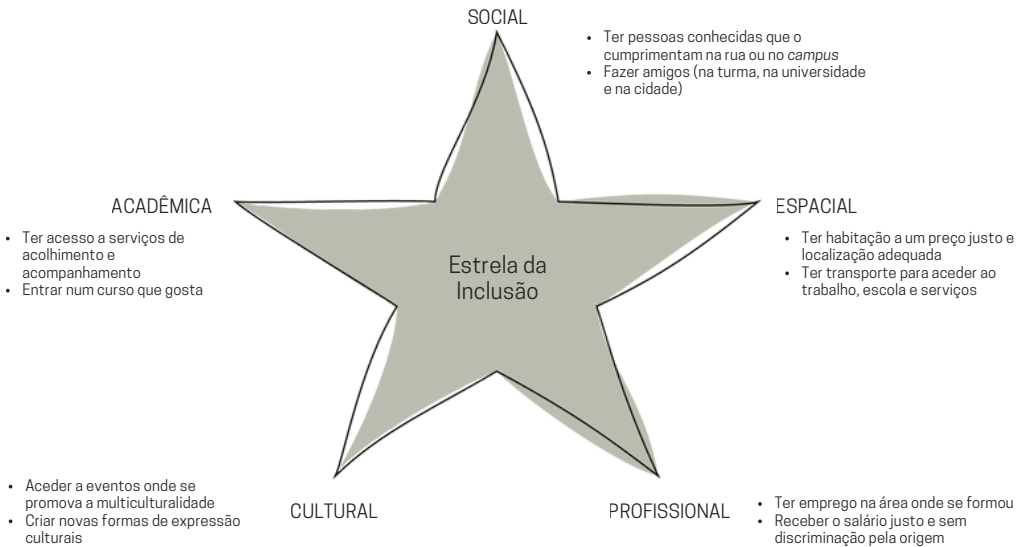 SOCIAL
• Ter pessoas conhecidas que o
cumprimentam na rua ou no campus
• Fazer amigos (na turma, na universidade
e na cidade)
ACADÊMICA
• Ter acesso a serviços de
acolhimento e
acompanhamento
• Entrar num curso que gosta
ESPACIAL
• Ter habitação a um preço justo e
localização adequada
• Ter transporte para aceder ao
trabalho, escola e serviços
Estrela da
Inclusão
• Aceder a eventos onde se
promova a multiculturalidade
• Criar novas formas de expressão
culturais
CULTURAL
PROFISSIONAL
• Ter emprego na área onde se formou
• Receber o salário justo e sem
discriminação pela origem